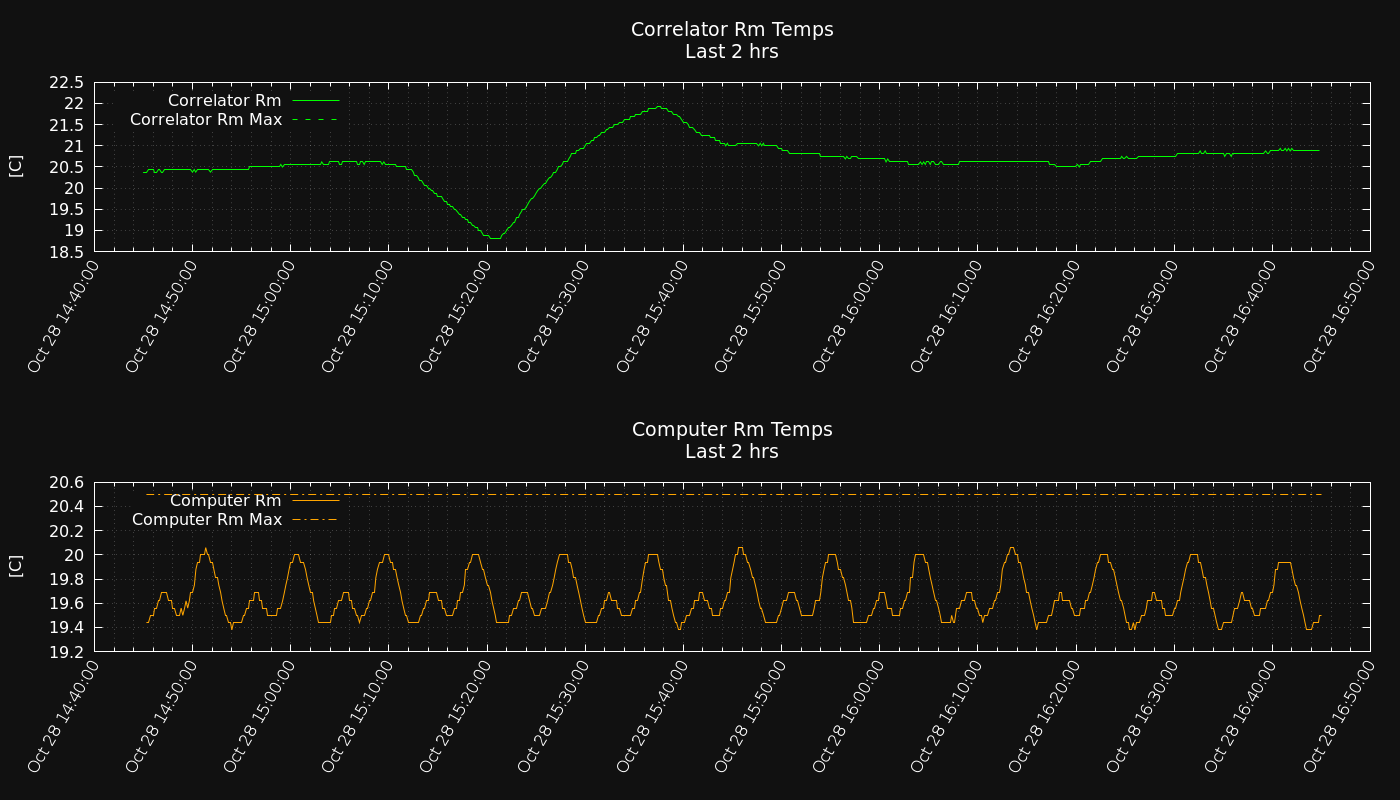 Correlator Rm Temps
Last 2 hrs
22.5
22
21.5
21
20.5
20
19.5
19
18.5
[C]
Correlator Rm
Correlator Rm Max
Oct 28 14:40:00
Oct 28 14:50:00
Oct 28 15:00:00
Oct 28 15:10:00
Oct 28 15:20:00
Oct 28 15:30:00
Oct 28 15:40:00
Oct 28 15:50:00
Oct 28 16:00:00
Oct 28 16:10:00
Oct 28 16:20:00
Oct 28 16:30:00
Oct 28 16:40:00
Oct 28 16:50:00
Computer Rm Temps
Last 2 hrs
20.6
20.4
20.2
20
19.8
19.6
19.4
19.2
[C]
Computer Rm
Computer Rm Max
Oct 28 14:40:00
Oct 28 14:50:00
Oct 28 15:00:00
Oct 28 15:10:00
Oct 28 15:20:00
Oct 28 15:30:00
Oct 28 15:40:00
Oct 28 15:50:00
Oct 28 16:00:00
Oct 28 16:10:00
Oct 28 16:20:00
Oct 28 16:30:00
Oct 28 16:40:00
Oct 28 16:50:00